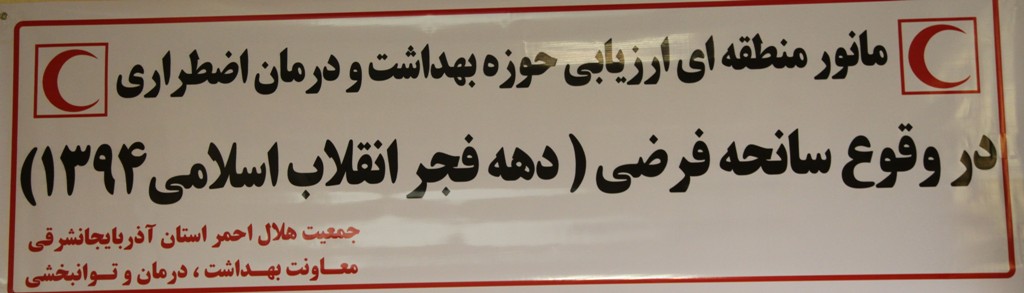 مانور منطقه ای ارزیابی حوزه بهداشت و درمان اضطراری
در وقوع سانحه فرضی ( دهه فجر انقلاب اسلامی ۱۳۹۴)
جمعیت هلال احمر استان آذربایجانشرقی
معاونت بهداشت ، درمان و توانبخشی